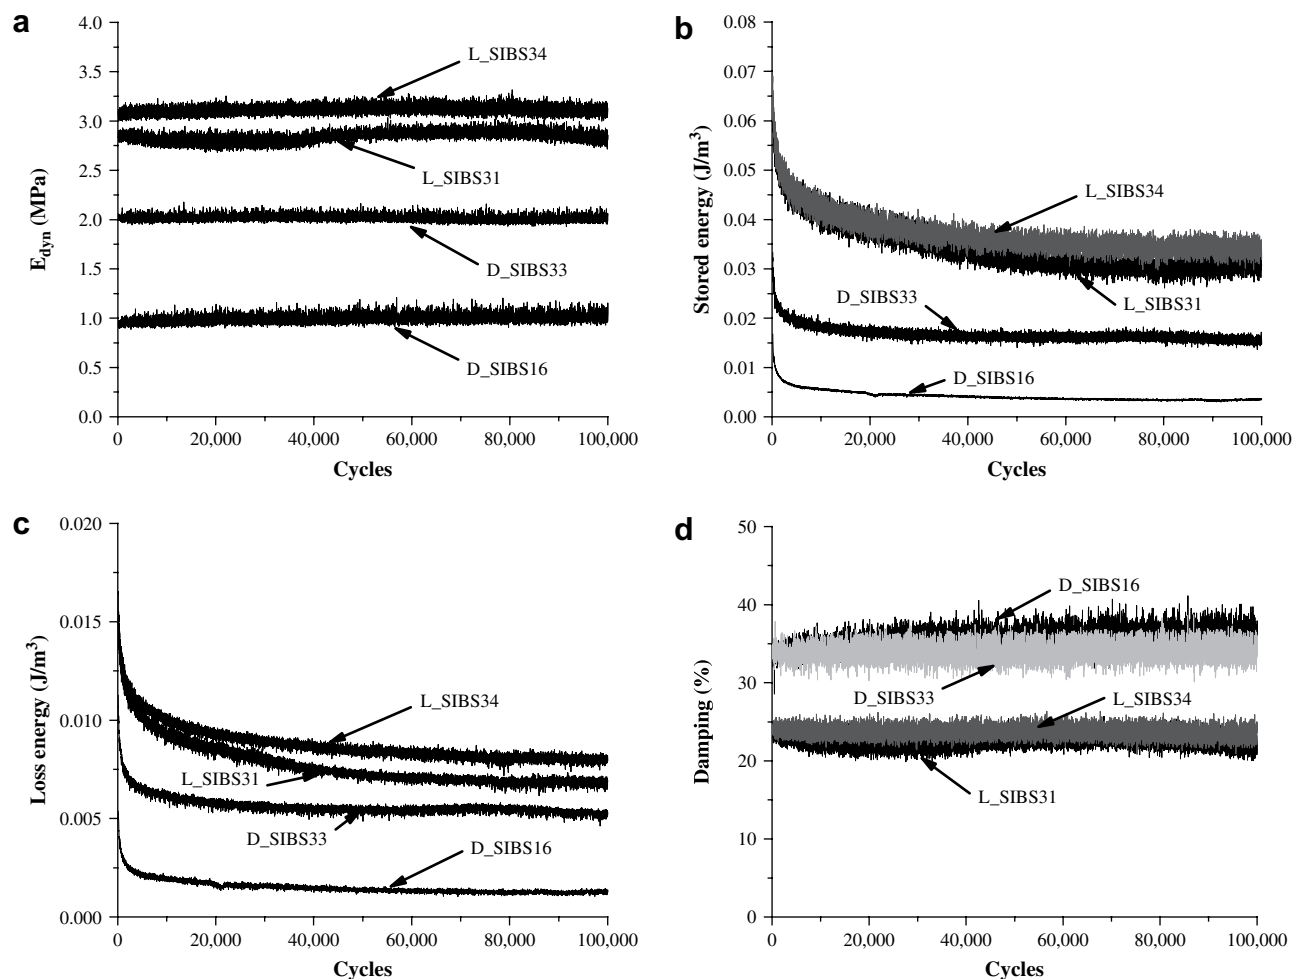 a
4.0
3.5
3.0
2.5
2.0
1.5
1.0
0.5
0.0
E_dyn (MPa)
L_SIBS34
L_SIBS31
D_SIBS33
D_SIBS16
0 20,000 40,000 60,000 80,000 100,000
Cycles
b
0.08
0.07
0.06
0.05
0.04
0.03
0.02
0.01
0.00
Stored energy (J/m³)
L_SIBS34
L_SIBS31
D_SIBS33
D_SIBS16
0 20,000 40,000 60,000 80,000 100,000
Cycles
c
0.020
0.015
0.010
0.005
0.000
Loss energy (J/m³)
L_SIBS34
L_SIBS31
D_SIBS33
D_SIBS16
0 20,000 40,000 60,000 80,000 100,000
Cycles
d
50
40
30
20
10
0
Damping (%)
D_SIBS16
D_SIBS33
L_SIBS34
L_SIBS31
0 20,000 40,000 60,000 80,000 100,000
Cycles